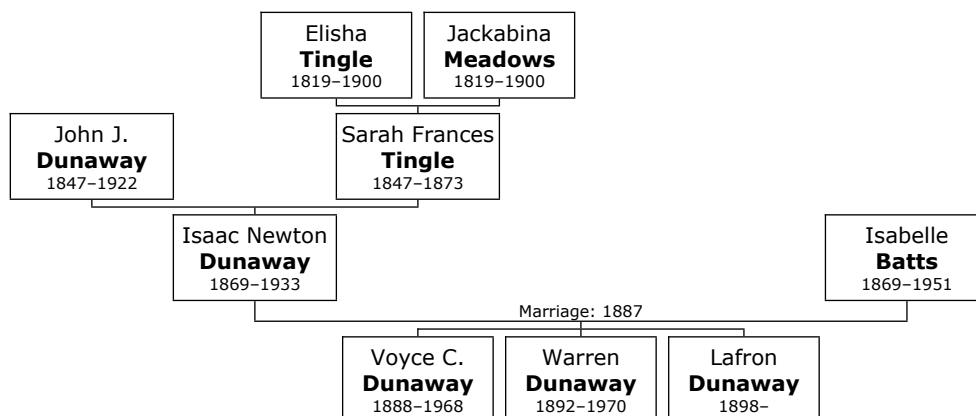 Elisha
Tingle
1819–1900
Jackabina
Meadows
1819–1900
John J.
Dunaway
1847–1922
Sarah Frances
Tingle
1847–1873
Isaac Newton
Dunaway
1869–1933
Isabelle
Batts
1869–1951
Marriage: 1887
Voyce C.
Dunaway
1888–1968
Warren
Dunaway
1892–1970
Lafron
Dunaway
1898–